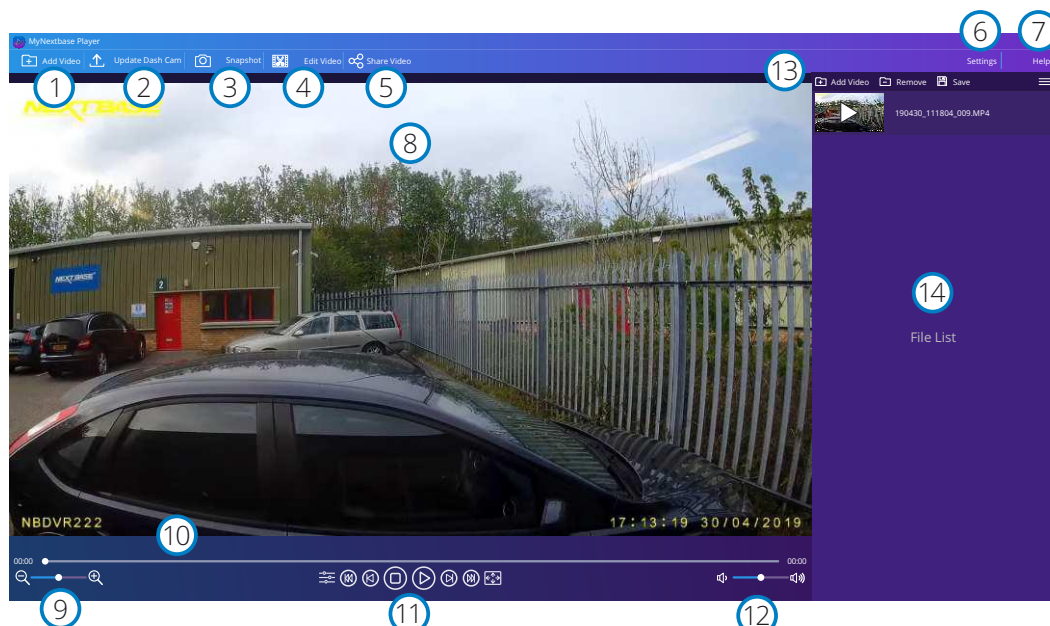 MyNextbase Player
Add Video Update Dash Cam Snapshot Edit Video Share Video Settings Help
1 2 3 4 5 6 7
13
Add Video Remove Save
190430_111804_009.MP4
NEXTBASE
8
NEXTBASE
2
14
File List
NBDVR222 17:13:19 30/04/2019
10
00:00 00:00
9 11 12